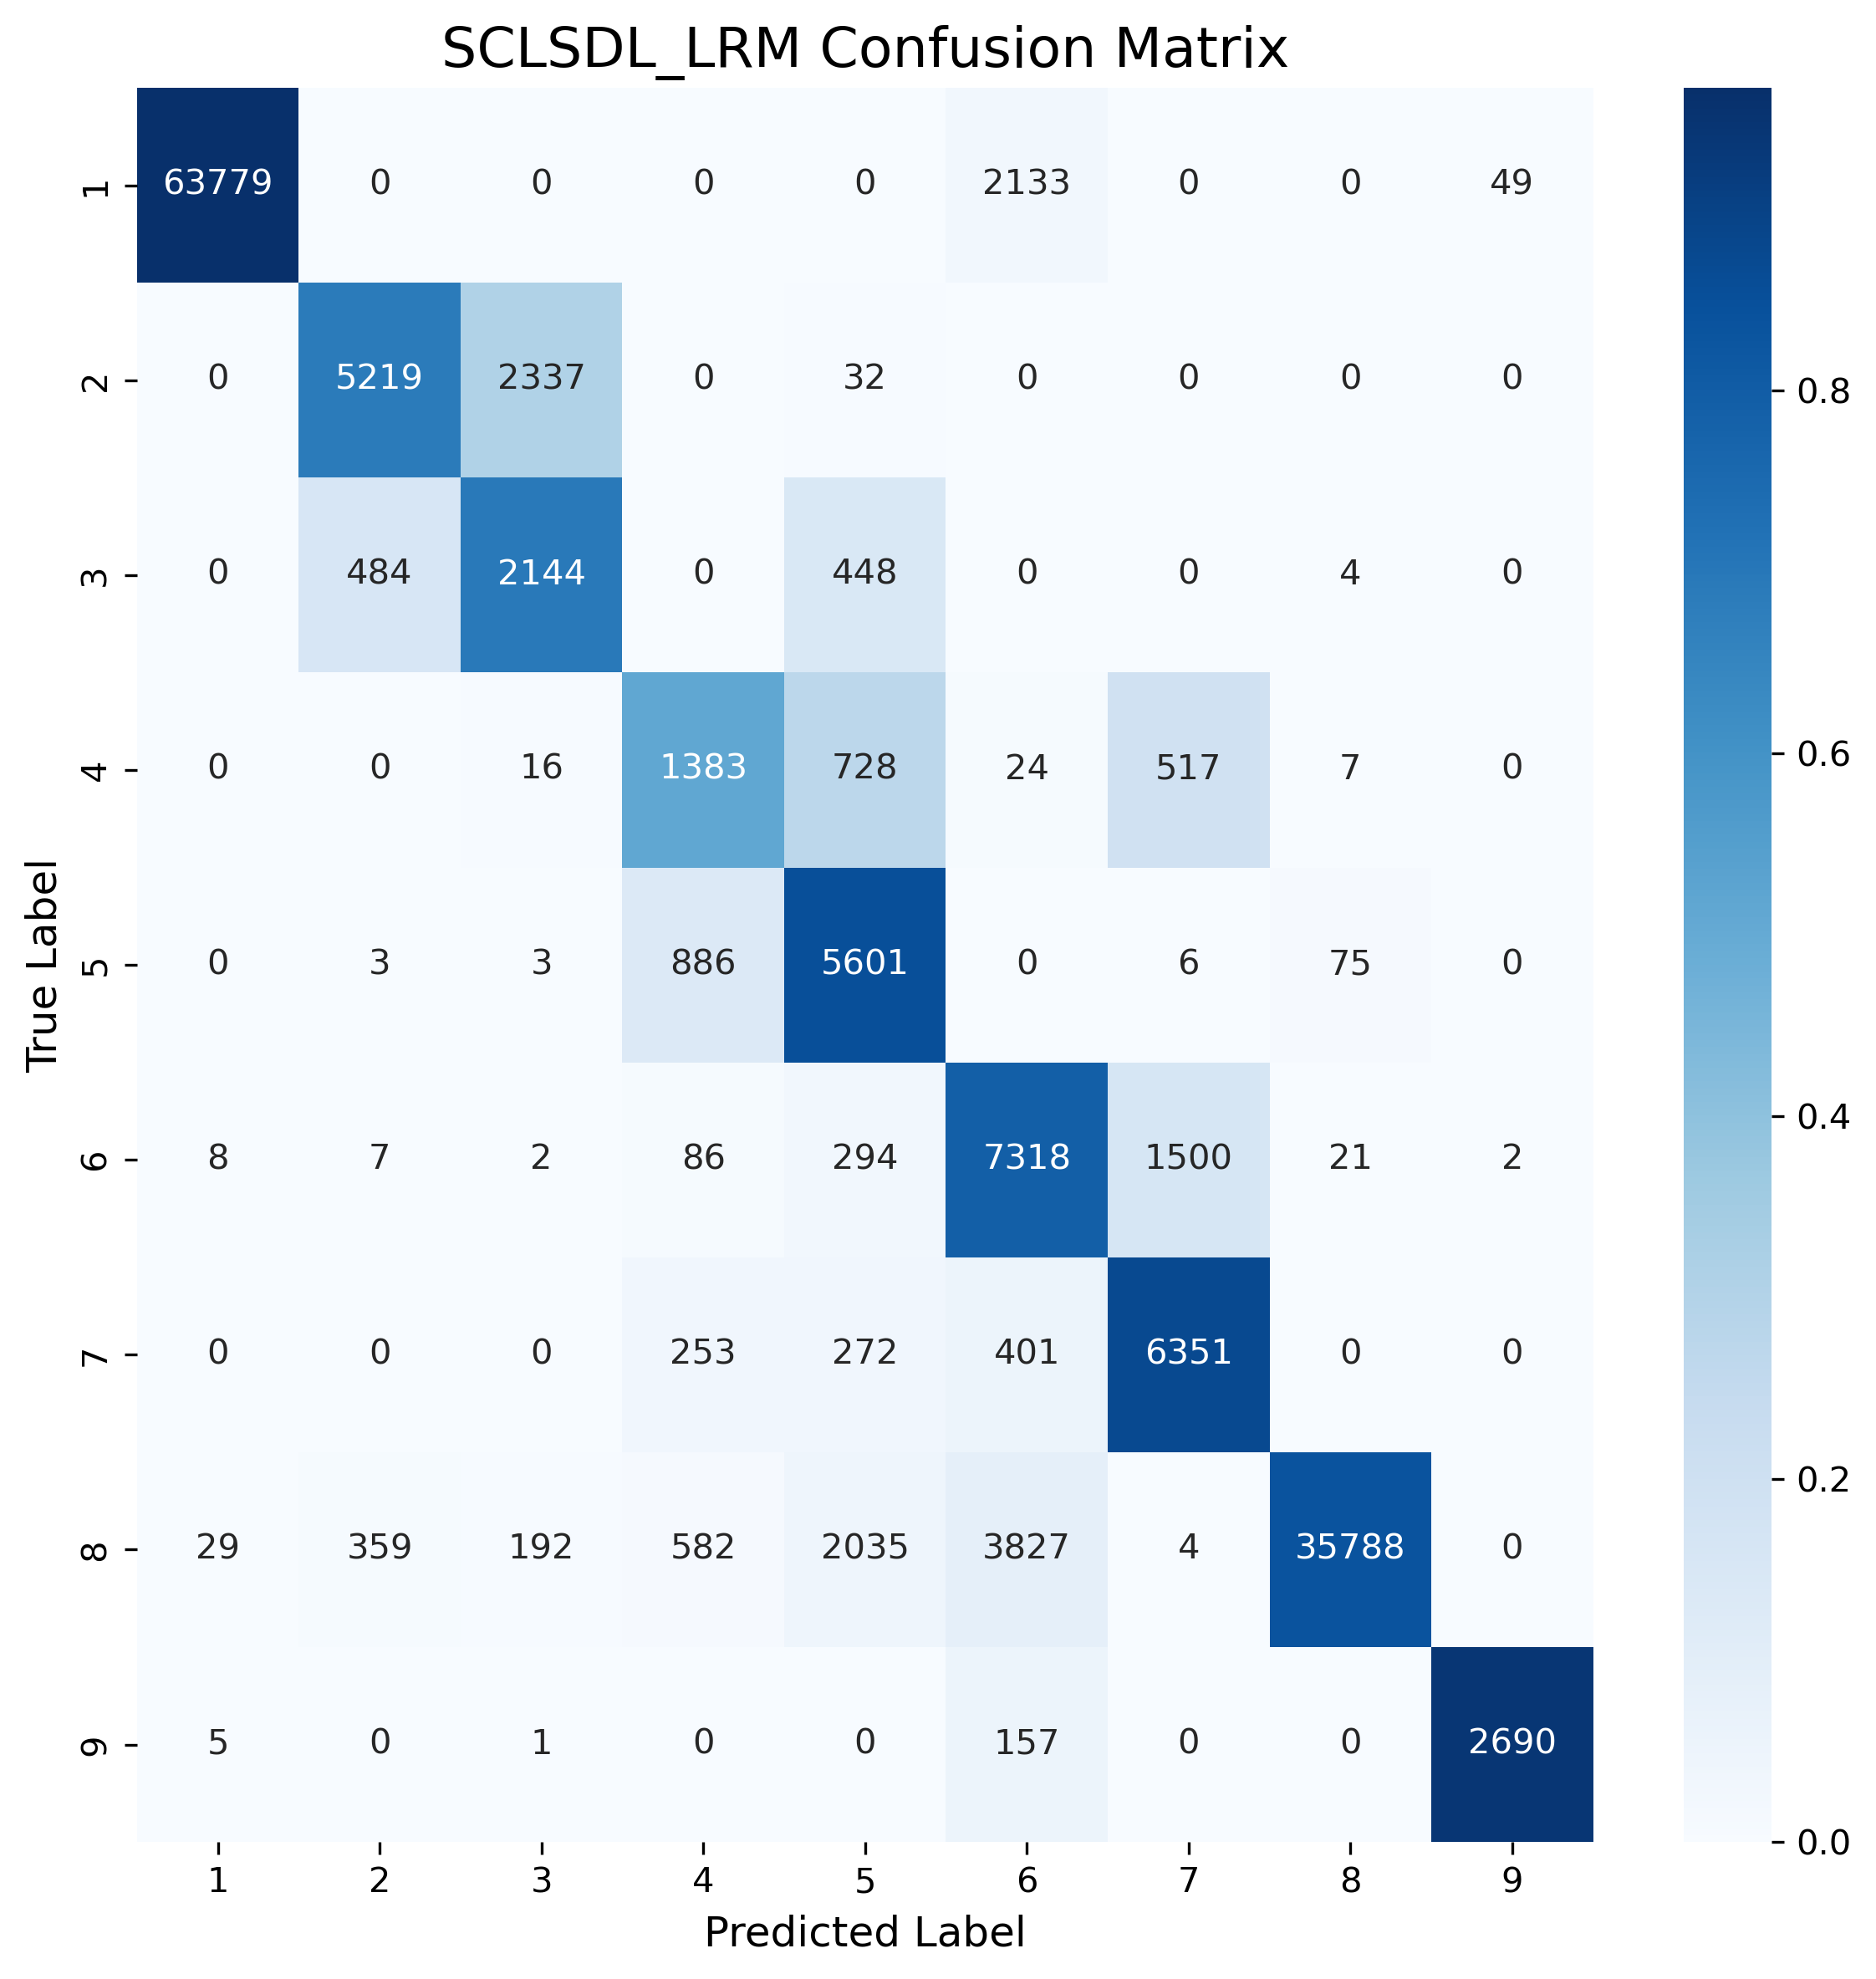 SCLSDL_LRM Confusion Matrix
1 63779 0 0 0 0 2133 0 0 49
2 0 5219 2337 0 32 0 0 0 0
0.8
3 0 484 2144 0 448 0 0 4 0
4 0 0 16 1383 728 24 517 7 0
0.6
True Label
5 0 3 3 886 5601 0 6 75 0
0.4
6 8 7 2 86 294 7318 1500 21 2
7 0 0 0 253 272 401 6351 0 0
0.2
8 29 359 192 582 2035 3827 4 35788 0
9 5 0 1 0 0 157 0 0 2690
0.0
1 2 3 4 5 6 7 8 9
Predicted Label